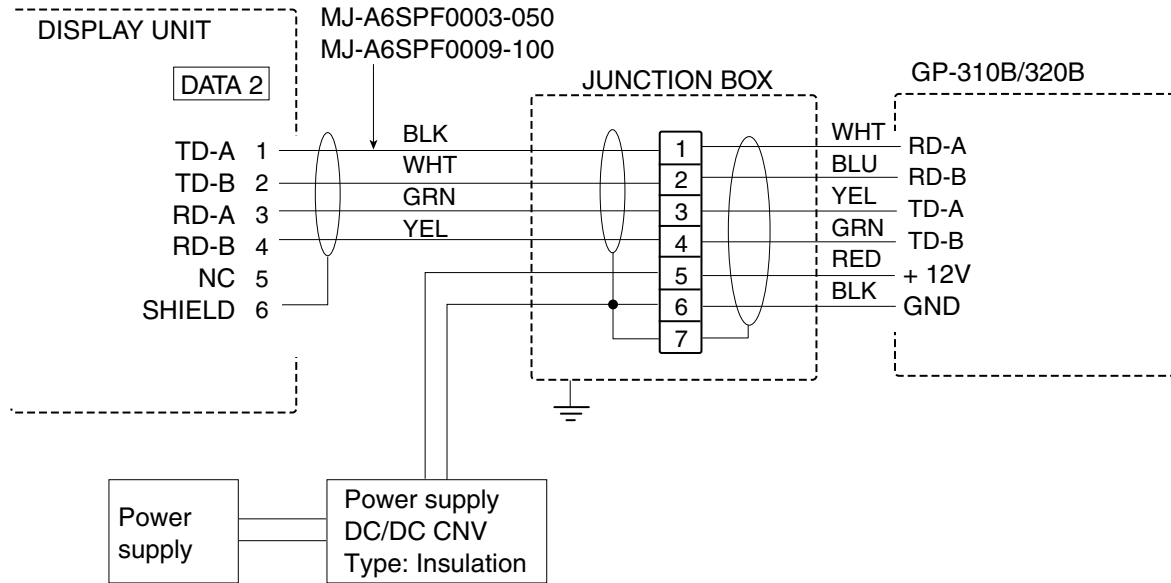 DISPLAY UNIT
DATA 2
MJ-A6SPF0003-050
MJ-A6SPF0009-100
JUNCTION BOX
GP-310B/320B
TD-A 1
TD-B 2
RD-A 3
RD-B 4
NC 5
SHIELD 6
BLK
WHT
GRN
YEL
1
2
3
4
5
6
7
WHT
BLU
YEL
GRN
RED
BLK
RD-A
RD-B
TD-A
TD-B
+ 12V
GND
Power
supply
Power supply
DC/DC CNV
Type: Insulation